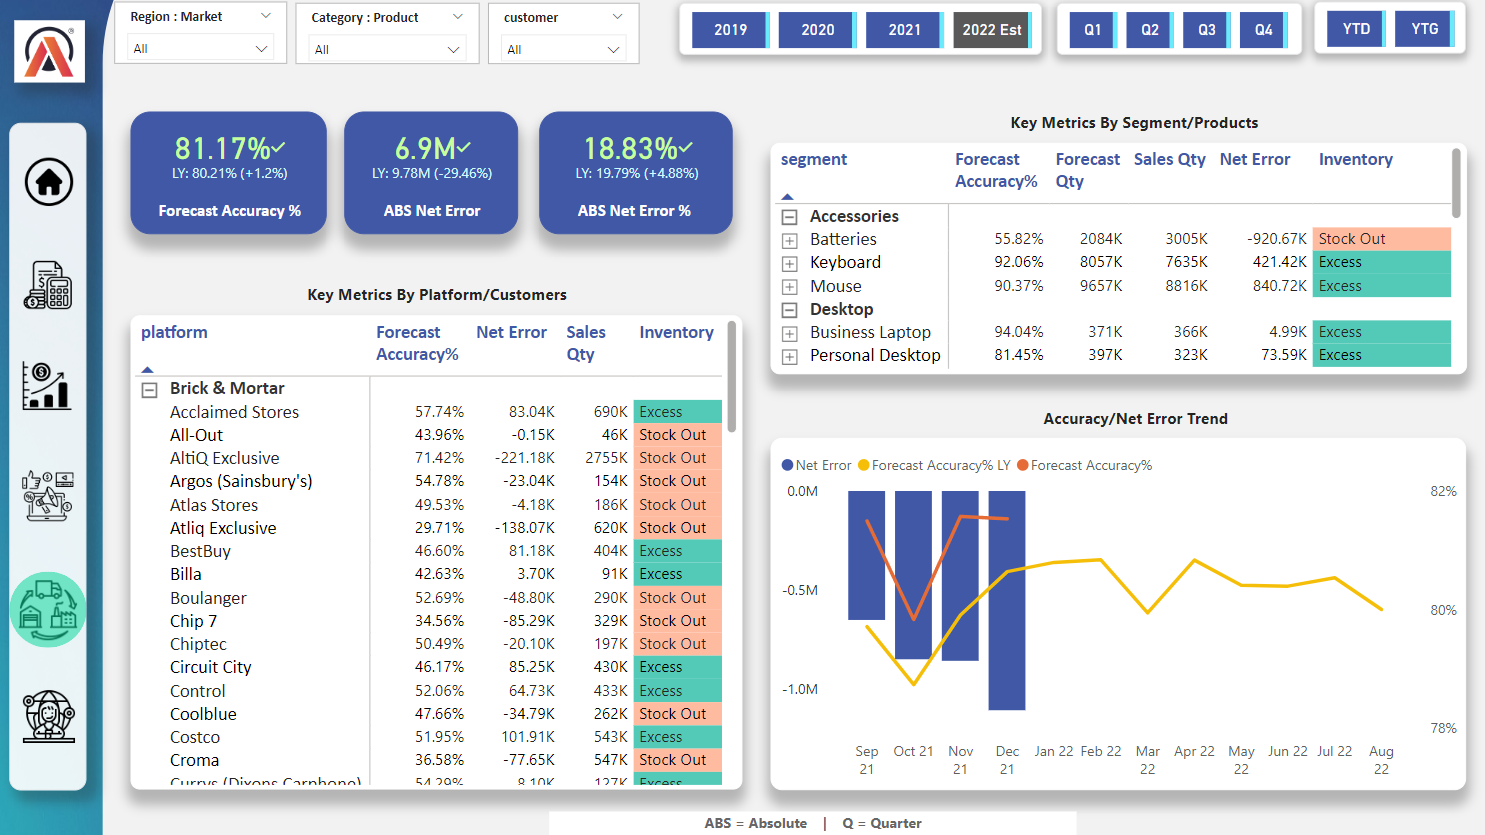 Region : Market
All
Category : Product
All
customer
All
2019 2020 2021 2022 Est
Q1 Q2 Q3 Q4
YTD YTG
81.17%
LY: 80.21% (+1.2%)
Forecast Accuracy %
6.9M
LY: 9.78M (-29.46%)
ABS Net Error
18.83%
LY: 19.79% (+4.88%)
ABS Net Error %
Key Metrics By Platform/Customers
platform Forecast Accuracy% Net Error Sales Qty Inventory
Brick & Mortar
Acclaimed Stores 57.74% 83.04K 690K Excess
All-Out 43.96% -0.15K 46K Stock Out
AltiQ Exclusive 71.42% -221.18K 2755K Stock Out
Argos (Sainsbury's) 54.78% -23.04K 154K Stock Out
Atlas Stores 49.53% -4.18K 186K Stock Out
Atliq Exclusive 29.71% -138.07K 620K Stock Out
BestBuy 46.60% 81.18K 404K Excess
Billa 42.63% 3.70K 91K Excess
Boulanger 52.69% -48.80K 290K Stock Out
Chip 7 34.56% -85.29K 329K Stock Out
Chiptec 50.49% -20.10K 197K Stock Out
Circuit City 46.17% 85.25K 430K Excess
Control 52.06% 64.73K 433K Excess
Coolblue 47.66% -34.79K 262K Stock Out
Costco 51.95% 101.91K 543K Excess
Croma 36.58% -77.65K 547K Stock Out
Currys (Dixons Carphone) 54.29% 8.10K 127K Excess
Key Metrics By Segment/Products
segment Forecast Accuracy% Forecast Qty Sales Qty Net Error Inventory
Accessories
Batteries 55.82% 2084K 3005K -920.67K Stock Out
Keyboard 92.06% 8057K 7635K 421.42K Excess
Mouse 90.37% 9657K 8816K 840.72K Excess
Desktop
Business Laptop 94.04% 371K 366K 4.99K Excess
Personal Desktop 81.45% 397K 323K 73.59K Excess
Accuracy/Net Error Trend
Net Error Forecast Accuracy% LY Forecast Accuracy%
0.0M 82%
-0.5M 80%
-1.0M 78%
Sep 21 Oct 21 Nov 21 Dec 21 Jan 22 Feb 22 Mar 22 Apr 22 May 22 Jun 22 Jul 22 Aug 22
ABS = Absolute | Q = Quarter